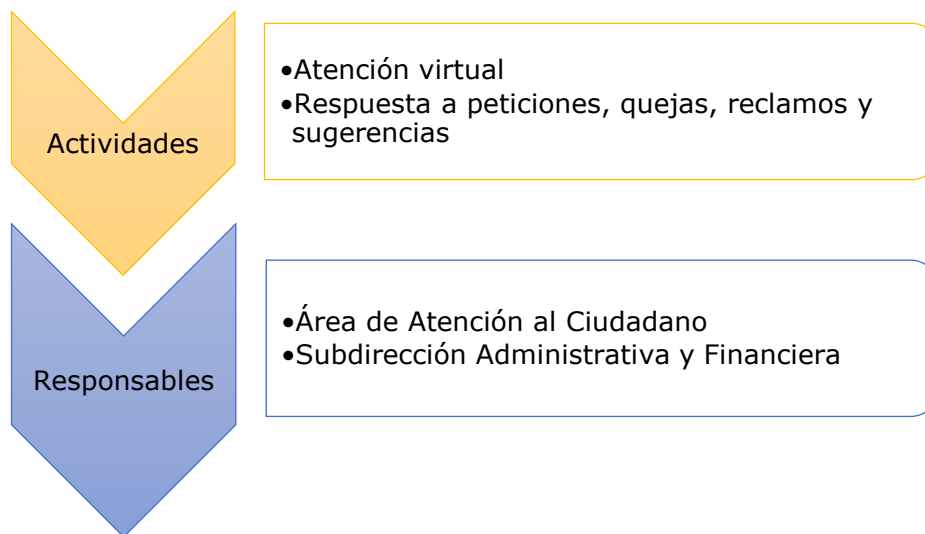 Actividades
•Atención virtual
•Respuesta a peticiones, quejas, reclamos y
sugerencias
Responsables
•Área de Atención al Ciudadano
•Subdirección Administrativa y Financiera